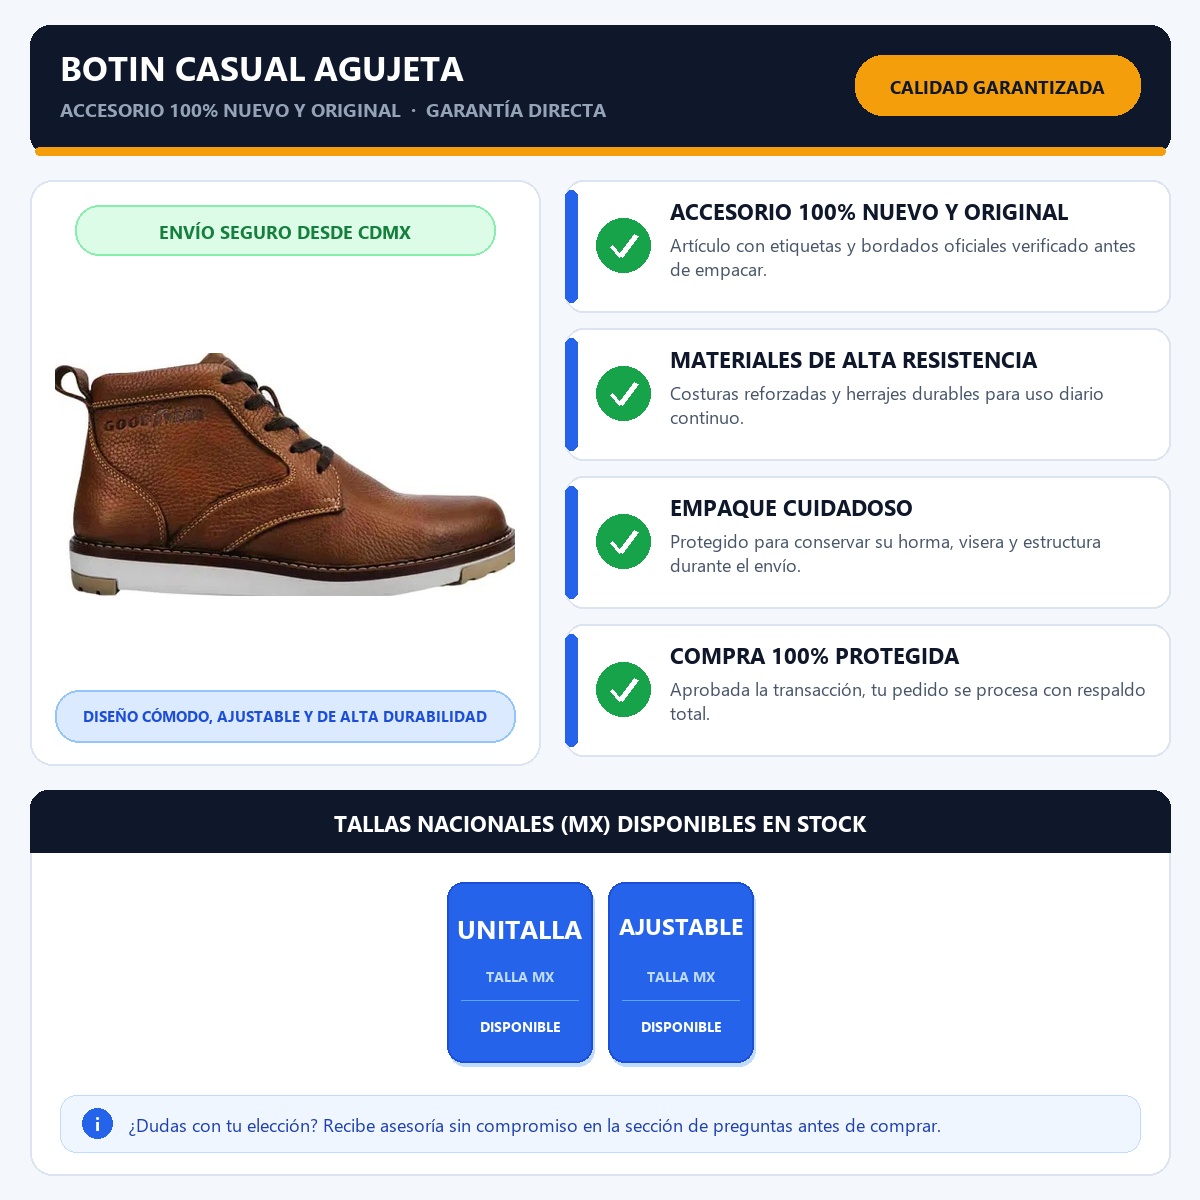 BOTIN CASUAL AGUJETA
ACCESORIO 100% NUEVO Y ORIGINAL · GARANTÍA DIRECTA
CALIDAD GARANTIZADA
ENVÍO SEGURO DESDE CDMX
GOODYEAR
DISEÑO CÓMODO, AJUSTABLE Y DE ALTA DURABILIDAD
ACCESORIO 100% NUEVO Y ORIGINAL
Artículo con etiquetas y bordados oficiales verificado antes
de empacar.
MATERIALES DE ALTA RESISTENCIA
Costuras reforzadas y herrajes durables para uso diario
continuo.
EMPAQUE CUIDADOSO
Protegido para conservar su horma, visera y estructura
durante el envío.
COMPRA 100% PROTEGIDA
Aprobada la transacción, tu pedido se procesa con respaldo
total.
TALLAS NACIONALES (MX) DISPONIBLES EN STOCK
UNITALLA
TALLA MX
DISPONIBLE
AJUSTABLE
TALLA MX
DISPONIBLE
¿Dudas con tu elección? Recibe asesoría sin compromiso en la sección de preguntas antes de comprar.